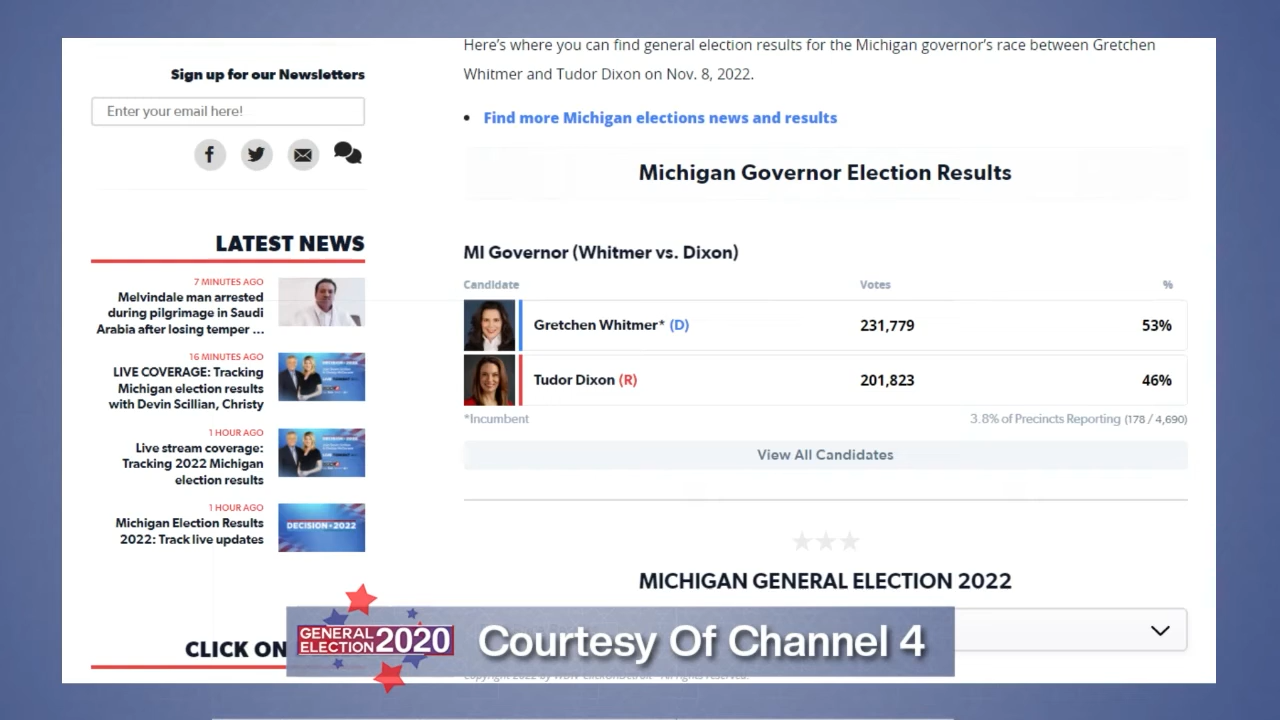 Here's where you can find general election results for the Michigan governor's race between Gretchen
Whitmer and Tudor Dixon on Nov. 8, 2022.
• Find more Michigan elections news and results
Michigan Governor Election Results
MI Governor (Whitmer vs. Dixon)
Candidate Votes %
Gretchen Whitmer* (D) 231,779 53%
Tudor Dixon (R) 201,823 46%
*Incumbent 3.8% of Precincts Reporting (178 / 4,690)
View All Candidates
MICHIGAN GENERAL ELECTION 2022
Sign up for our Newsletters
Enter your email here!
LATEST NEWS
7 MINUTES AGO
Melvindale man arrested
during pilgrimage in Saudi
Arabia after losing temper ...
16 MINUTES AGO
LIVE COVERAGE: Tracking
Michigan election results
with Devin Scillian, Christy
1 HOUR AGO
Live stream coverage:
Tracking 2022 Michigan
election results
1 HOUR AGO
Michigan Election Results
2022: Track live updates
DECISION 2022
CLICK ON
GENERAL
ELECTION 2020
Courtesy Of Channel 4